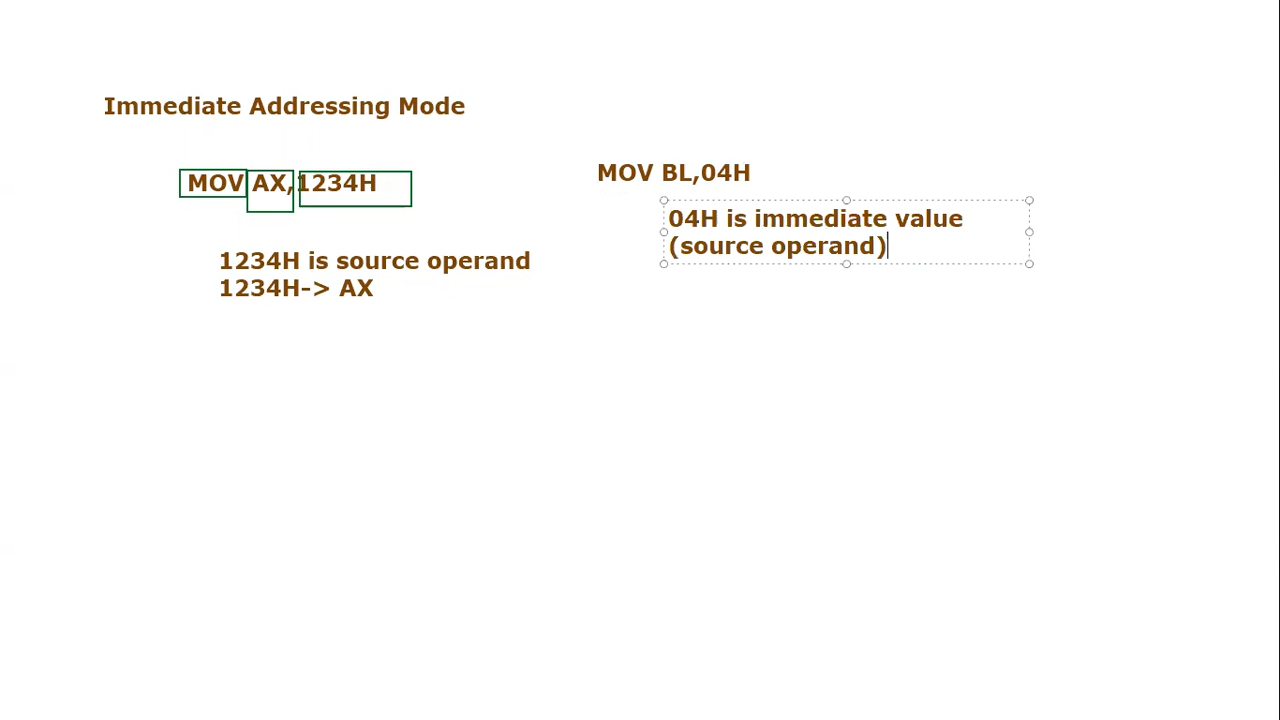 Immediate Addressing Mode
MOV AX,1234H
1234H is source operand
1234H-> AX
MOV BL,04H
04H is immediate value
(source operand)